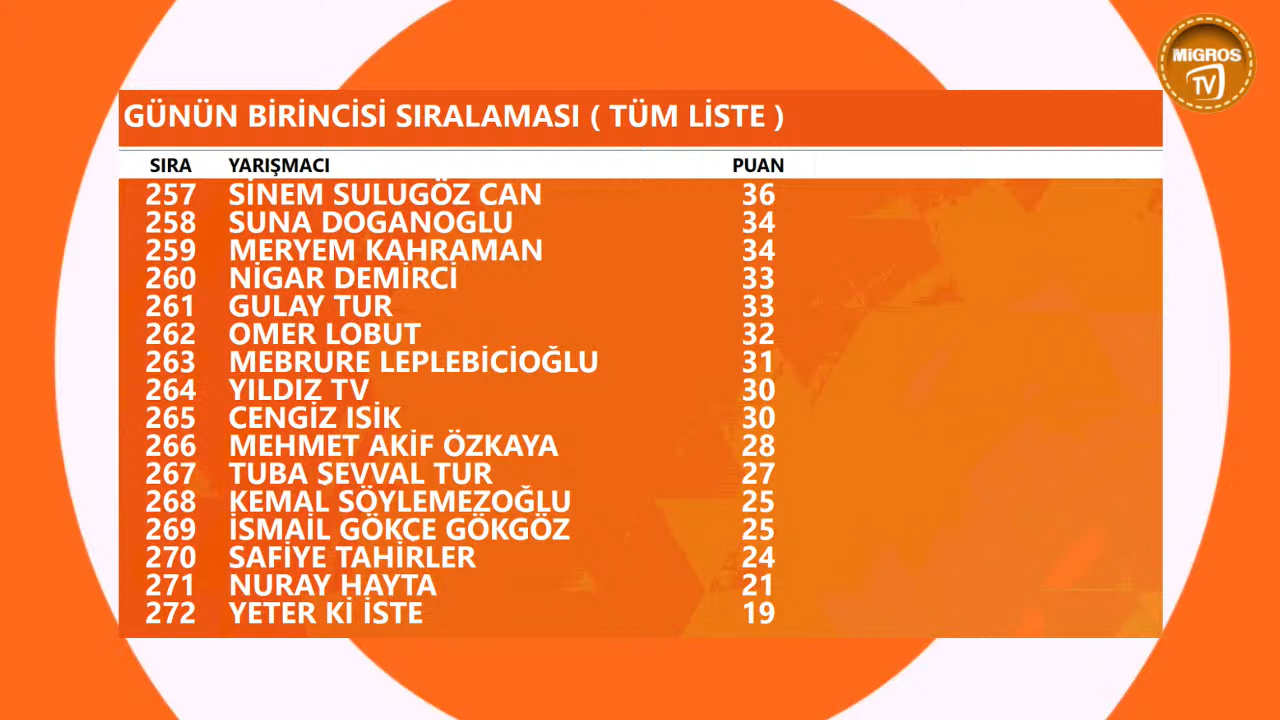 MİGROS
TV
GÜNÜN BİRİNCİSİ SIRALAMASI ( TÜM LİSTE )
SIRA YARIŞMACI PUAN
257 SİNEM SULUGÖZ CAN 36
258 SUNA DOGANOGLU 34
259 MERYEM KAHRAMAN 34
260 NİGAR DEMİRCİ 33
261 GULAY TUR 33
262 OMER LOBUT 32
263 MEBRURE LEPLEBİCİOĞLU 31
264 YILDIZ TV 30
265 CENGİZ ISİK 30
266 MEHMET AKİF ÖZKAYA 28
267 TUBA ŞEVVAL TUR 27
268 KEMAL SÖYLEMEZOĞLU 25
269 İSMAİL GÖKÇE GÖKGÖZ 25
270 SAFİYE TAHİRLER 24
271 NURAY HAYTA 21
272 YETER Kİ İSTE 19